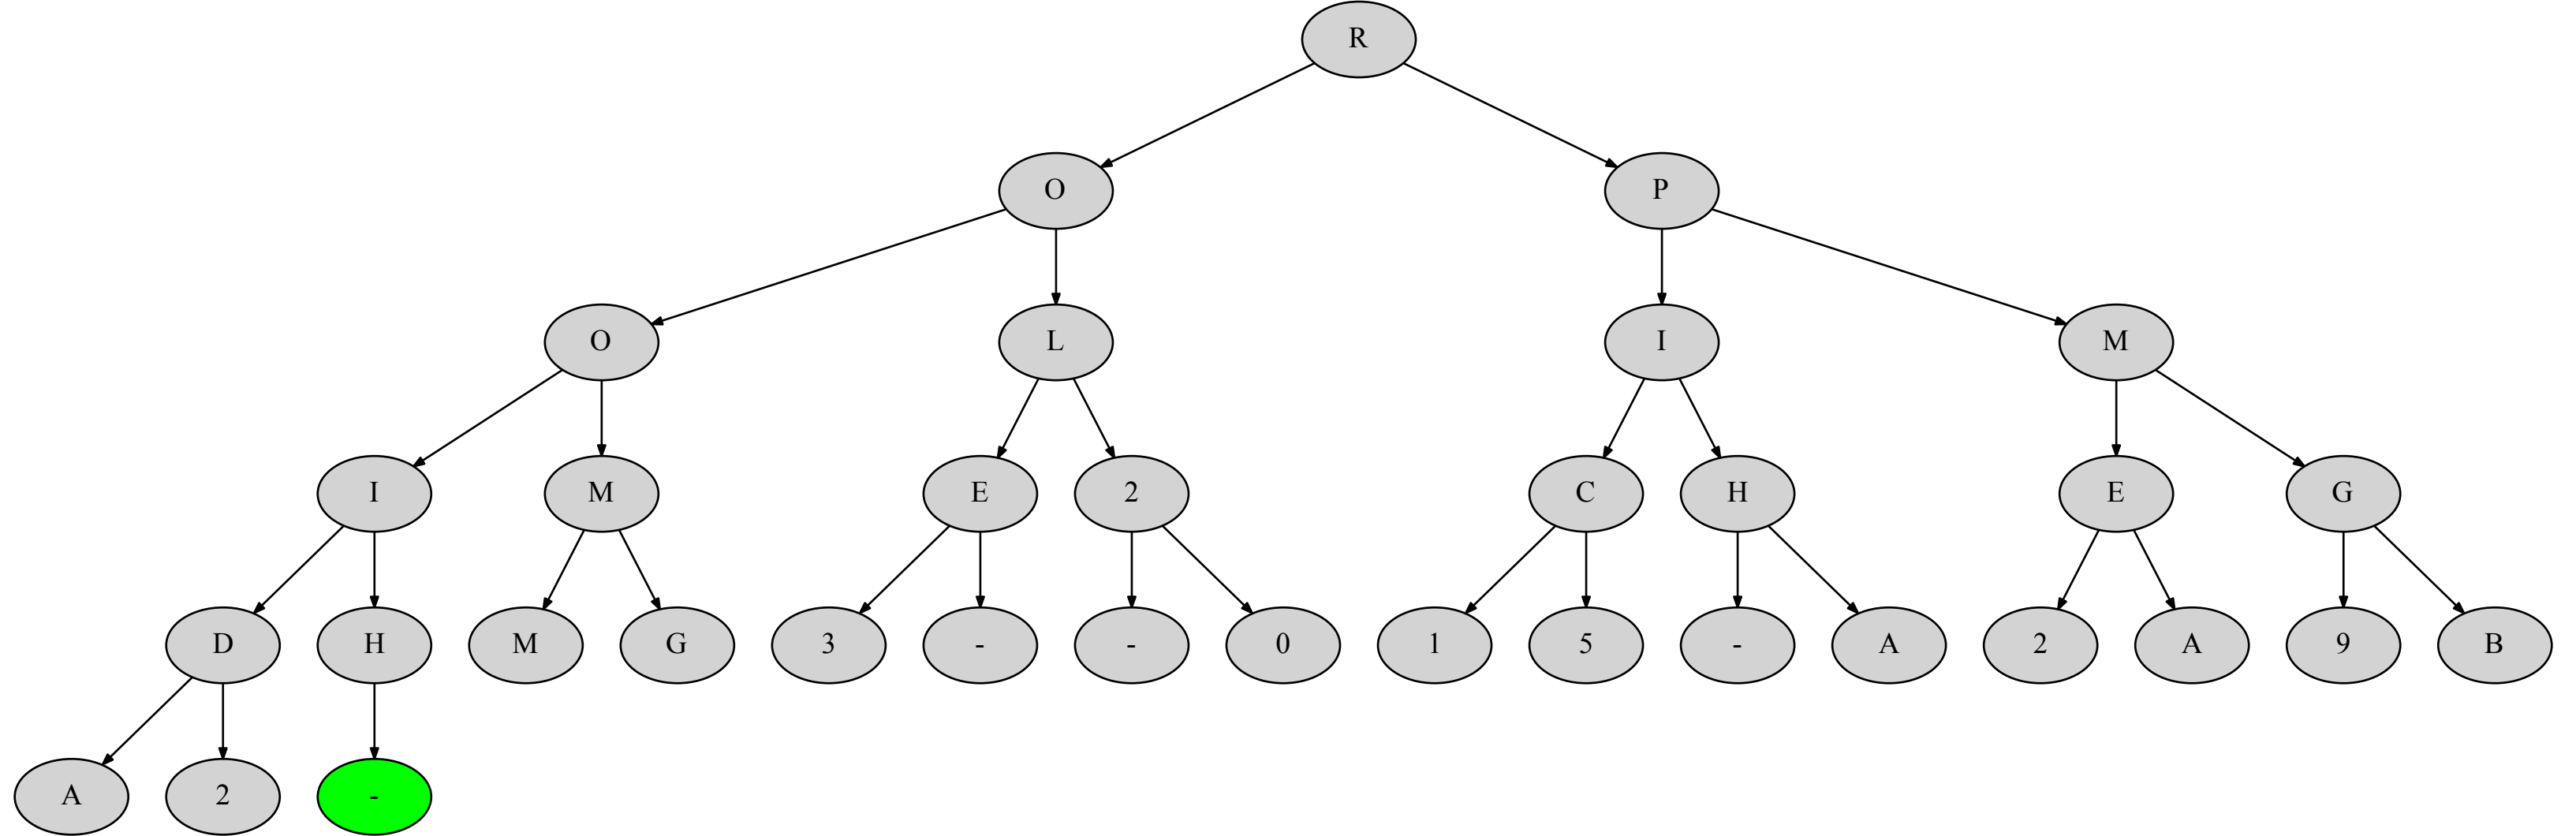 R
O P
O L I M
I M E 2 C H E G
D H M G 3 - - 0 1 5 - A 2 A 9 B
A 2 -